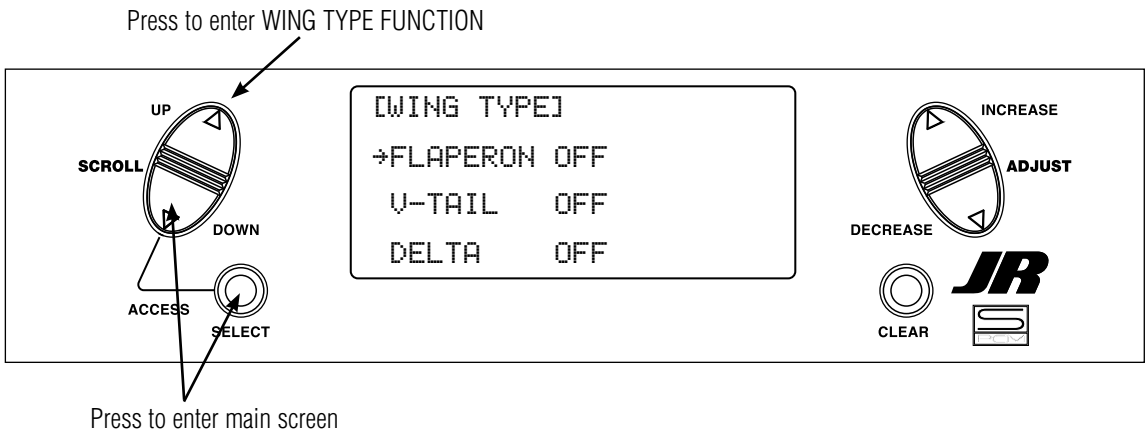 Press to enter WING TYPE FUNCTION
UP
SCROLL
DOWN
ACCESS
SELECT
[WING TYPE]
→FLAPERON OFF
V-TAIL OFF
DELTA OFF
INCREASE
ADJUST
DECREASE
CLEAR
JR
S
PCM
Press to enter main screen